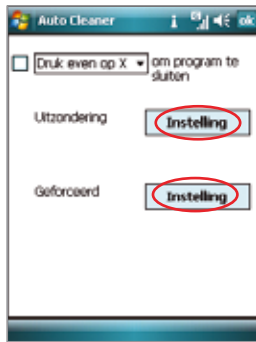 Auto Cleaner ok
Druk even op X om program te
sluiten
Uitzondering Instelling
Geforceerd Instelling